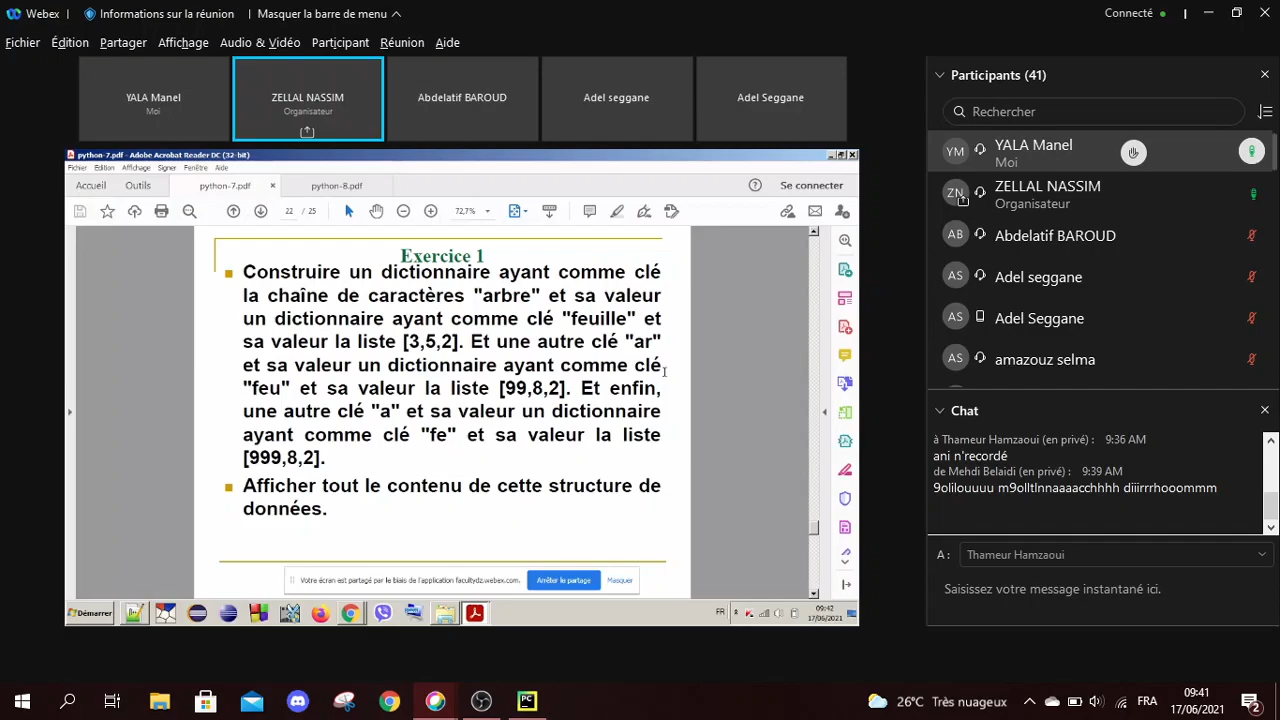 Webex
Informations sur la réunion
Masquer la barre de menu
Connecté
Fichier Édition Partager Affichage Audio & Vidéo Participant Réunion Aide
YALA Manel
Moi
ZELLAL NASSIM
Organisateur
Abdelatif BAROUD
Adel seggane
Adel Seggane
python-7.pdf - Adobe Acrobat Reader DC (32-bit)
Fichier Edition Affichage Signer Fenêtre Aide
Accueil Outils python-7.pdf × python-8.pdf Se connecter
22 / 25 72,7%
Exercice 1
Construire un dictionnaire ayant comme clé
la chaîne de caractères "arbre" et sa valeur
un dictionnaire ayant comme clé "feuille" et
sa valeur la liste [3,5,2]. Et une autre clé "ar"
et sa valeur un dictionnaire ayant comme clé
"feu" et sa valeur la liste [99,8,2]. Et enfin,
une autre clé "a" et sa valeur un dictionnaire
ayant comme clé "fe" et sa valeur la liste
[999,8,2].
Afficher tout le contenu de cette structure de
données.
Votre écran est partagé par le biais de l'application facultydz.webex.com.
Arrêter le partage
Masquer
Démarrer
FR
09:42
17/06/2021
Participants (41)
Rechercher
YM
YALA Manel
Moi
ZN
ZELLAL NASSIM
Organisateur
AB
Abdelatif BAROUD
AS
Adel seggane
AS
Adel Seggane
AS
amazouz selma
Chat
à Thameur Hamzaoui (en privé) : 9:36 AM
ani n'recordé
de Mehdi Belaidi (en privé) : 9:39 AM
9olilouuuu m9olltlnnaaaacchhhh diiirrrhooommm
A : Thameur Hamzaoui
Saisissez votre message instantané ici.
PC
26°C Très nuageux
FRA
09:41
17/06/2021
2